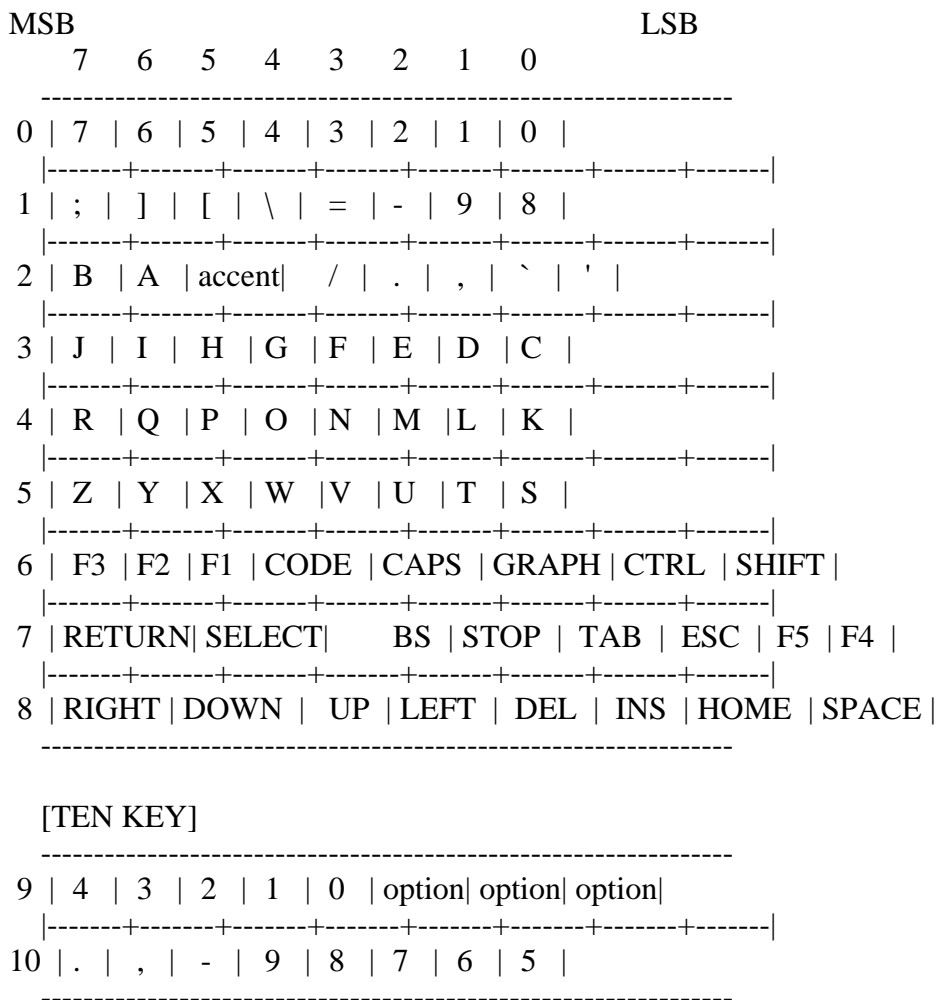 MSB LSB
7 6 5 4 3 2 1 0
-----------------------------------------------------------------
0 | 7 | 6 | 5 | 4 | 3 | 2 | 1 | 0 |
|-------+-------+-------+-------+-------+-------+-------+-------|
1 | ; | ] | [ | \ | = | - | 9 | 8 |
|-------+-------+-------+-------+-------+-------+-------+-------|
2 | B | A | accent| / | . | , | ` | ' |
|-------+-------+-------+-------+-------+-------+-------+-------|
3 | J | I | H | G | F | E | D | C |
|-------+-------+-------+-------+-------+-------+-------+-------|
4 | R | Q | P | O | N | M | L | K |
|-------+-------+-------+-------+-------+-------+-------+-------|
5 | Z | Y | X | W | V | U | T | S |
|-------+-------+-------+-------+-------+-------+-------+-------|
6 | F3 | F2 | F1 | CODE | CAPS | GRAPH | CTRL | SHIFT |
|-------+-------+-------+-------+-------+-------+-------+-------|
7 | RETURN| SELECT| BS | STOP | TAB | ESC | F5 | F4 |
|-------+-------+-------+-------+-------+-------+-------+-------|
8 | RIGHT | DOWN | UP | LEFT | DEL | INS | HOME | SPACE |
-----------------------------------------------------------------
[TEN KEY]
-----------------------------------------------------------------
9 | 4 | 3 | 2 | 1 | 0 | option| option| option|
|-------+-------+-------+-------+-------+-------+-------+-------|
10 | . | , | - | 9 | 8 | 7 | 6 | 5 |
-----------------------------------------------------------------